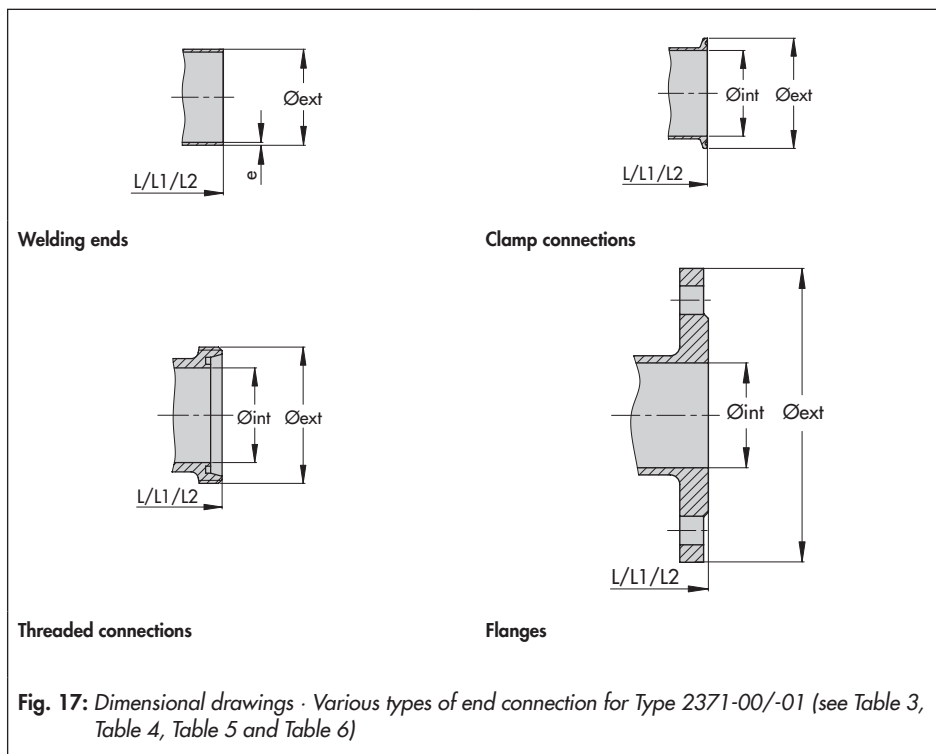 Øext
e
L/L1/L2
Welding ends
Øint Øext
L/L1/L2
Clamp connections
Øint Øext
L/L1/L2
Threaded connections
Øint Øext
L/L1/L2
Flanges
Fig. 17: Dimensional drawings · Various types of end connection for Type 2371-00/-01 (see Table 3,
Table 4, Table 5 and Table 6)